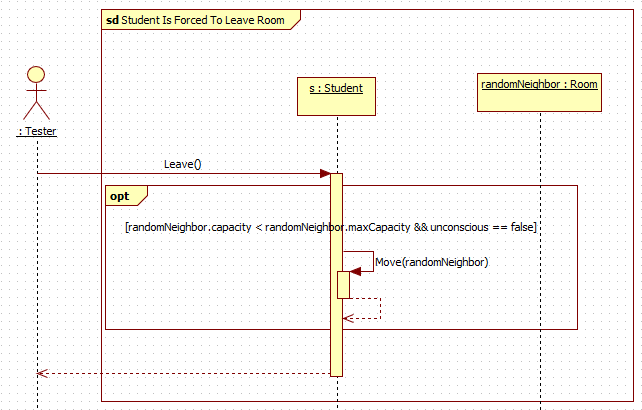 sd Student Is Forced To Leave Room
s : Student
randomNeighbor : Room
: Tester
Leave()
opt
[randomNeighbor.capacity < randomNeighbor.maxCapacity && unconscious == false]
Move(randomNeighbor)